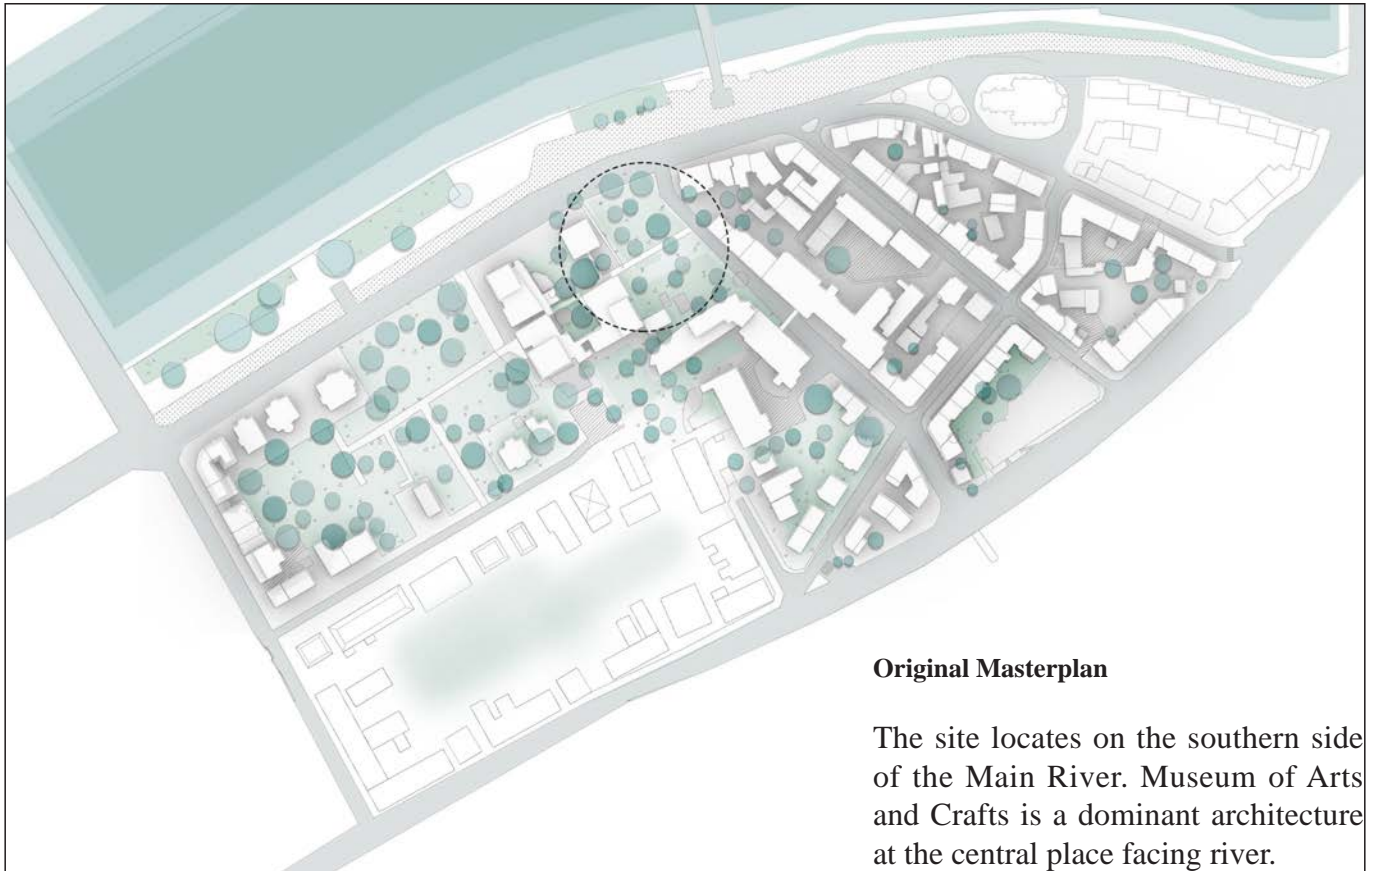 Original Masterplan
The site locates on the southern side
of the Main River. Museum of Arts
and Crafts is a dominant architecture
at the central place facing river.